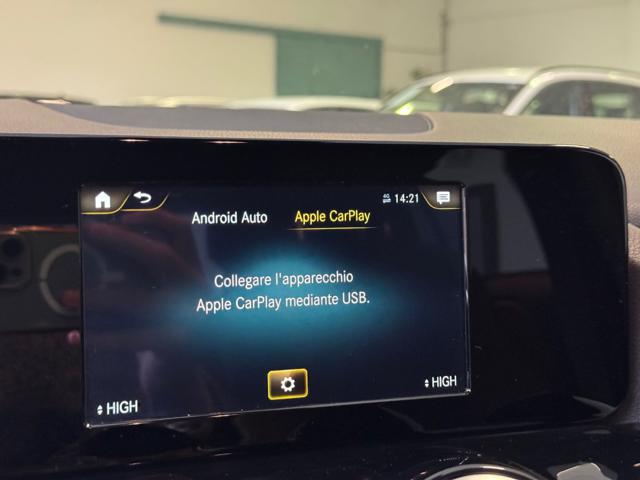 4G 14:21
Android Auto Apple CarPlay
Collegare l'apparecchio
Apple CarPlay mediante USB.
HIGH HIGH